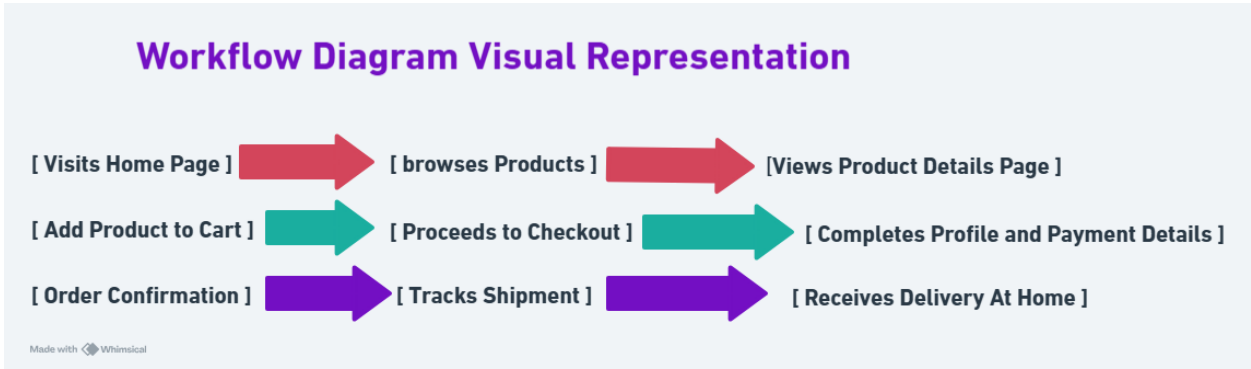 Workflow Diagram Visual Representation
[ Visits Home Page ] [ browses Products ] [Views Product Details Page ]
[ Add Product to Cart ] [ Proceeds to Checkout ] [ Completes Profile and Payment Details ]
[ Order Confirmation ] [ Tracks Shipment ] [ Receives Delivery At Home ]
Made with Whimsical